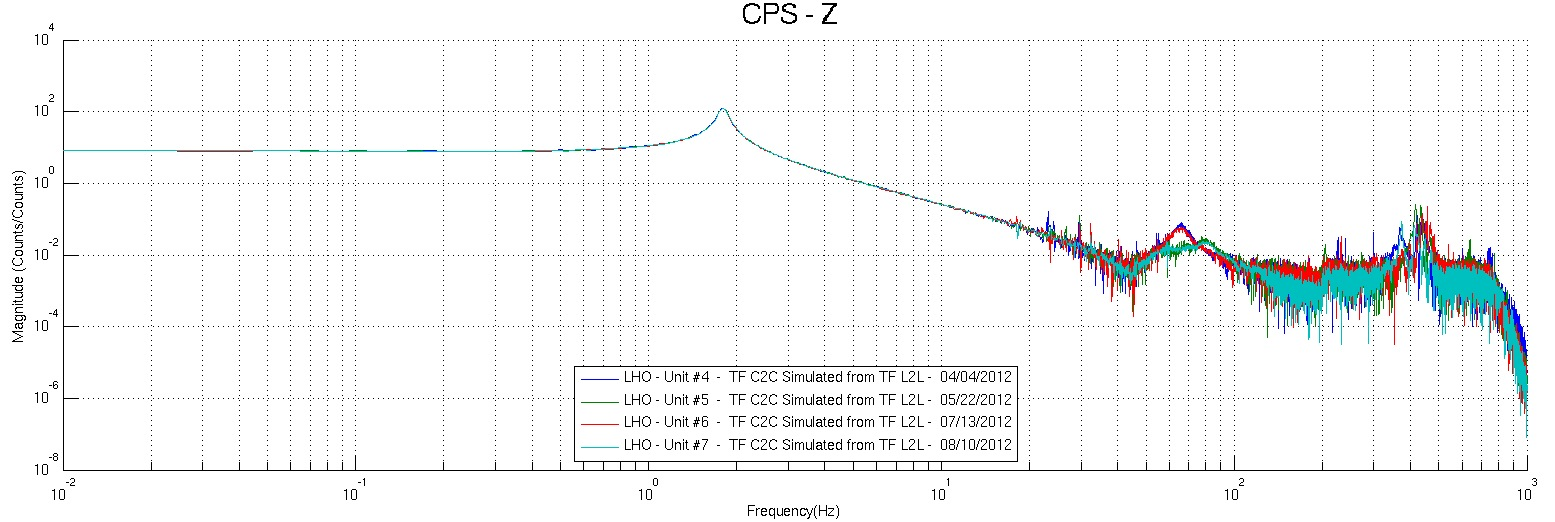 CPS - Z
10^4
10^2
10^0
10^-2
10^-4
10^-6
10^-8
Magnitude (Counts/Counts)
LHO - Unit #4 - TF C2C Simulated from TF L2L - 04/04/2012
LHO - Unit #5 - TF C2C Simulated from TF L2L - 05/22/2012
LHO - Unit #6 - TF C2C Simulated from TF L2L - 07/13/2012
LHO - Unit #7 - TF C2C Simulated from TF L2L - 08/10/2012
10^-2 10^-1 10^0 10^1 10^2 10^3
Frequency(Hz)